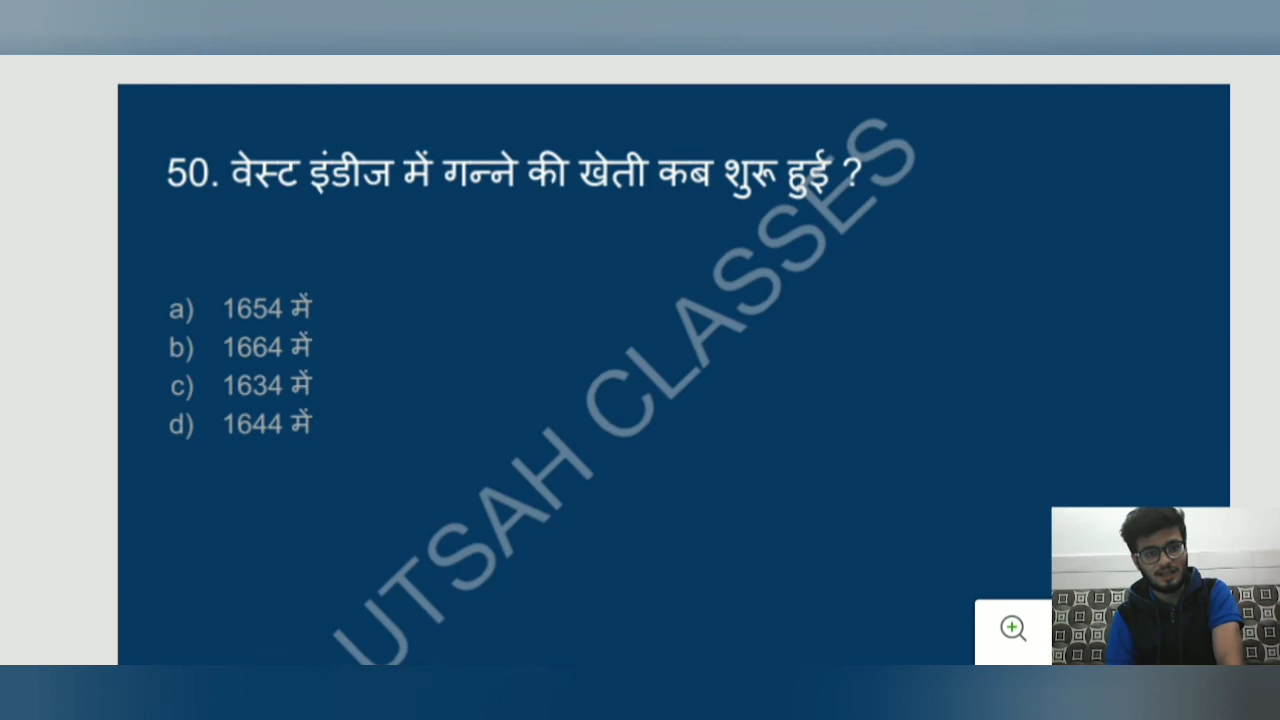 50. वेस्ट इंडीज में गन्ने की खेती कब शुरू हुई ?
a) 1654 में
b) 1664 में
c) 1634 में
d) 1644 में
UTSAH CLASSES